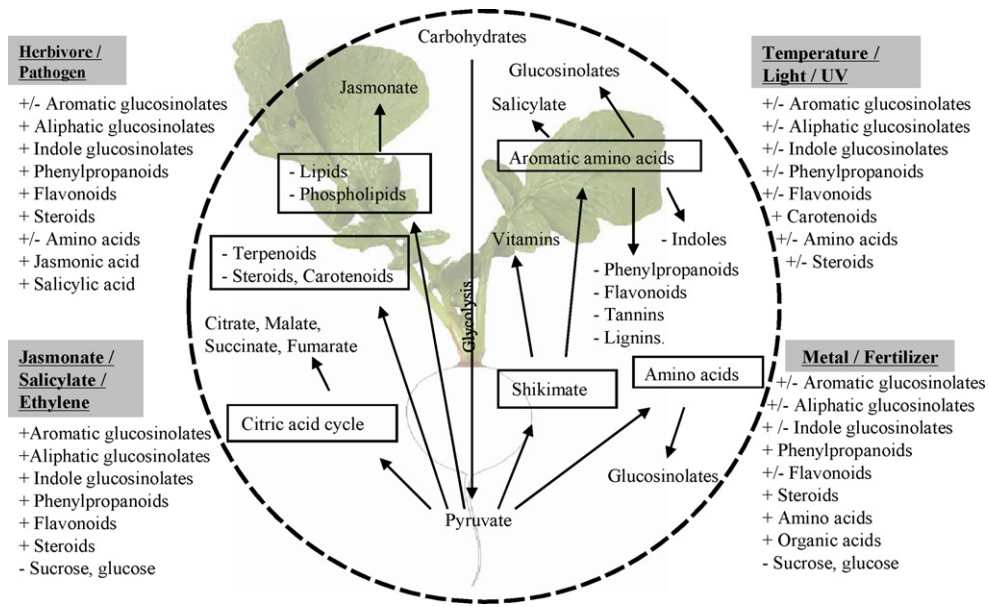 Herbivore /
Pathogen
+/- Aromatic glucosinolates
+ Aliphatic glucosinolates
+ Indole glucosinolates
+ Phenylpropanoids
+ Flavonoids
+ Steroids
+/- Amino acids
+ Jasmonic acid
+ Salicylic acid
Jasmonate /
Salicylate /
Ethylene
+Aromatic glucosinolates
+Aliphatic glucosinolates
+ Indole glucosinolates
+ Phenylpropanoids
+ Flavonoids
+ Steroids
- Sucrose, glucose
Carbohydrates
Glycolysis
Jasmonate
- Lipids
- Phospholipids
- Terpenoids
- Steroids, Carotenoids
Citrate, Malate,
Succinate, Fumarate
Citric acid cycle
Pyruvate
Glucosinolates
Salicylate
Aromatic amino acids
Vitamins
- Indoles
- Phenylpropanoids
- Flavonoids
- Tannins
- Lignins.
Shikimate
Amino acids
Glucosinolates
Temperature /
Light / UV
+/- Aromatic glucosinolates
+/- Aliphatic glucosinolates
+/- Indole glucosinolates
+/- Phenylpropanoids
+/- Flavonoids
+ Carotenoids
+/- Amino acids
+/- Steroids
Metal / Fertilizer
+/- Aromatic glucosinolates
+/- Aliphatic glucosinolates
+ /- Indole glucosinolates
+ Phenylpropanoids
+/- Flavonoids
+ Steroids
+ Amino acids
+ Organic acids
- Sucrose, glucose